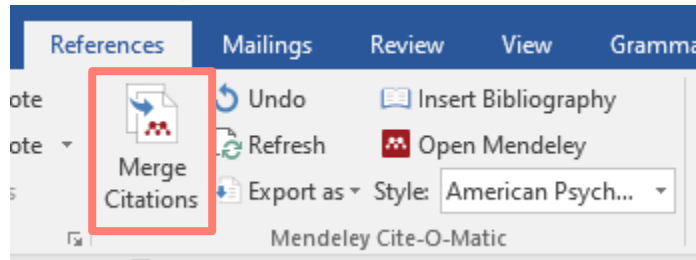 References Mailings Review View Gramma
ote Undo Insert Bibliography
ote Refresh Open Mendeley
Merge
Citations
s Export as Style: American Psych...
Mendeley Cite-O-Matic